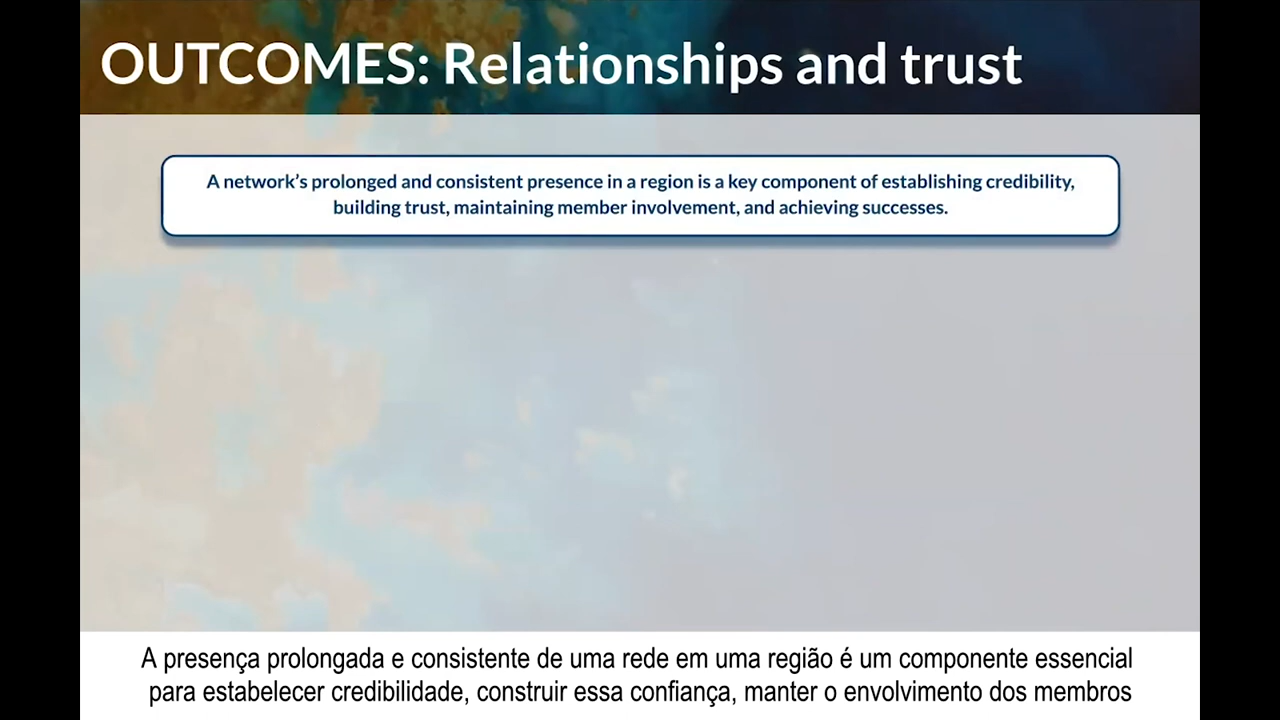 OUTCOMES: Relationships and trust
A network’s prolonged and consistent presence in a region is a key component of establishing credibility,
building trust, maintaining member involvement, and achieving successes.
A presença prolongada e consistente de uma rede em uma região é um componente essencial
para estabelecer credibilidade, construir essa confiança, manter o envolvimento dos membros